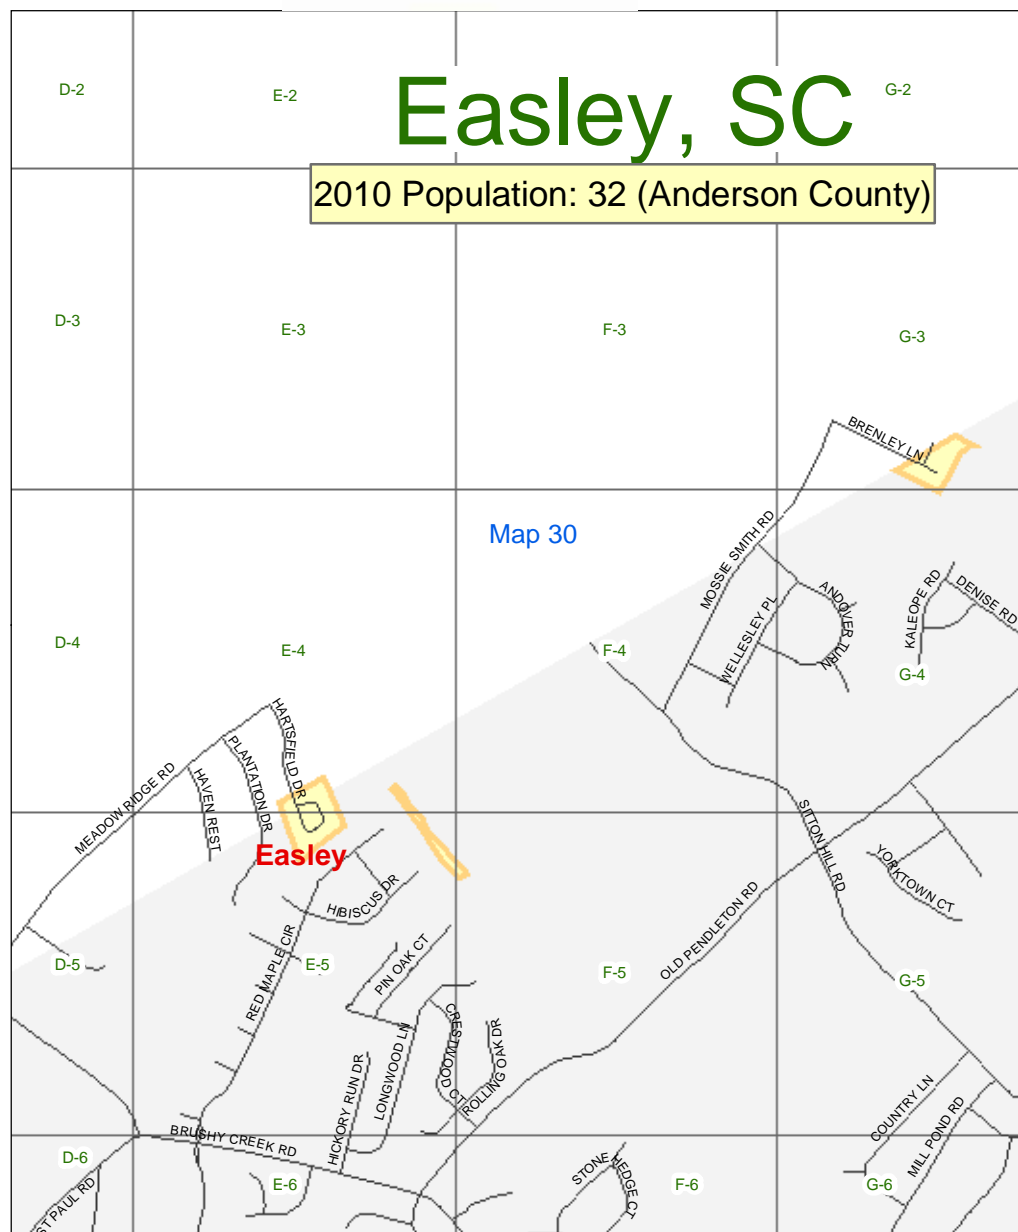 D-2
E-2
Easley, SC
G-2
2010 Population: 32 (Anderson County)
D-3
E-3
F-3
G-3
BRENLEY LN
Map 30
MOSSIE SMITH RD
WELLESLEY PL
ANDOVER TURN
KALEOPE RD
DENISE RD
D-4
E-4
F-4
G-4
HARTSFIELD DR
PLANTATION DR
HAVEN REST
MEADOW RIDGE RD
Easley
SITTON HILL RD
YORKTOWN CT
HIBISCUS DR
OLD PENDLETON RD
RED MAPLE CIR
PIN OAK CT
D-5
E-5
F-5
G-5
CRESTWOOD CT
ROLLING OAK DR
LONGWOOD LN
HICKORY RUN DR
COUNTRY LN
MILL POND RD
BRUSHY CREEK RD
D-6
E-6
STONE HEDGE CT
F-6
G-6
ST PAUL RD